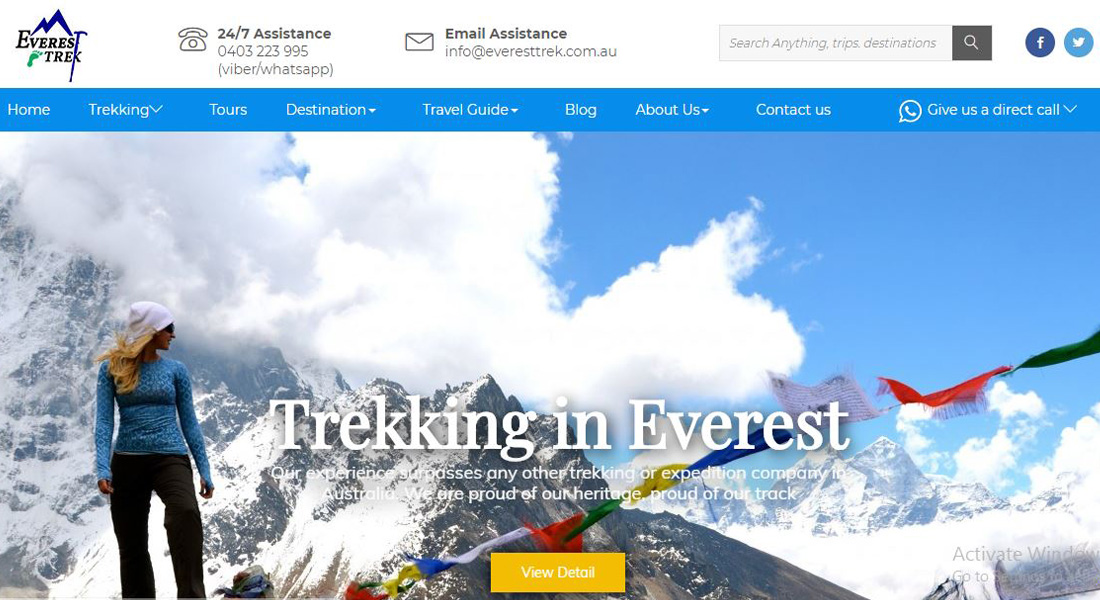 EVEREST
TREK
24/7 Assistance
0403 223 995
(viber/whatsapp)
Email Assistance
info@everesttrek.com.au
Search Anything, trips. destinations
Home
Trekking
Tours
Destination
Travel Guide
Blog
About Us
Contact us
Give us a direct call
Trekking in Everest
Our experience surpasses any other trekking or expedition company in
Australia. We are proud of our heritage, proud of our track
View Detail
Activate Window
Go to